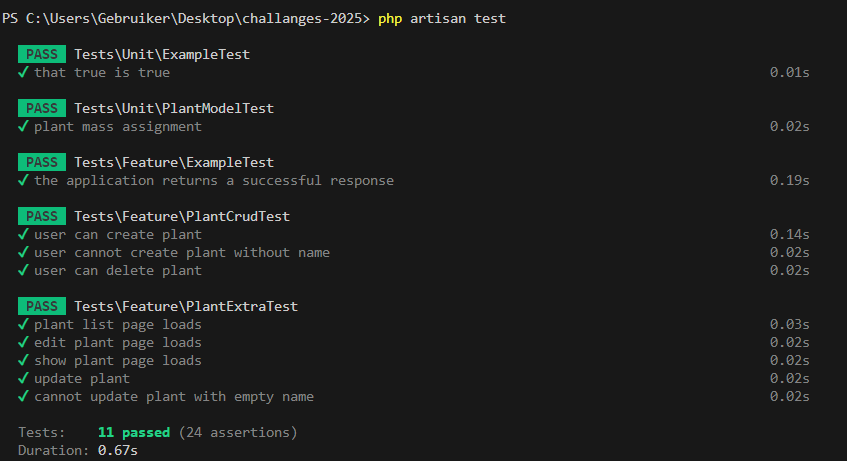 PS C:\Users\Gebruiker\Desktop\challanges-2025> php artisan test
PASS Tests\Unit\ExampleTest
✓ that true is true 0.01s
PASS Tests\Unit\PlantModelTest
✓ plant mass assignment 0.02s
PASS Tests\Feature\ExampleTest
✓ the application returns a successful response 0.19s
PASS Tests\Feature\PlantCrudTest
✓ user can create plant 0.14s
✓ user cannot create plant without name 0.02s
✓ user can delete plant 0.02s
PASS Tests\Feature\PlantExtraTest
✓ plant list page loads 0.03s
✓ edit plant page loads 0.02s
✓ show plant page loads 0.02s
✓ update plant 0.02s
✓ cannot update plant with empty name 0.02s
Tests: 11 passed (24 assertions)
Duration: 0.67s